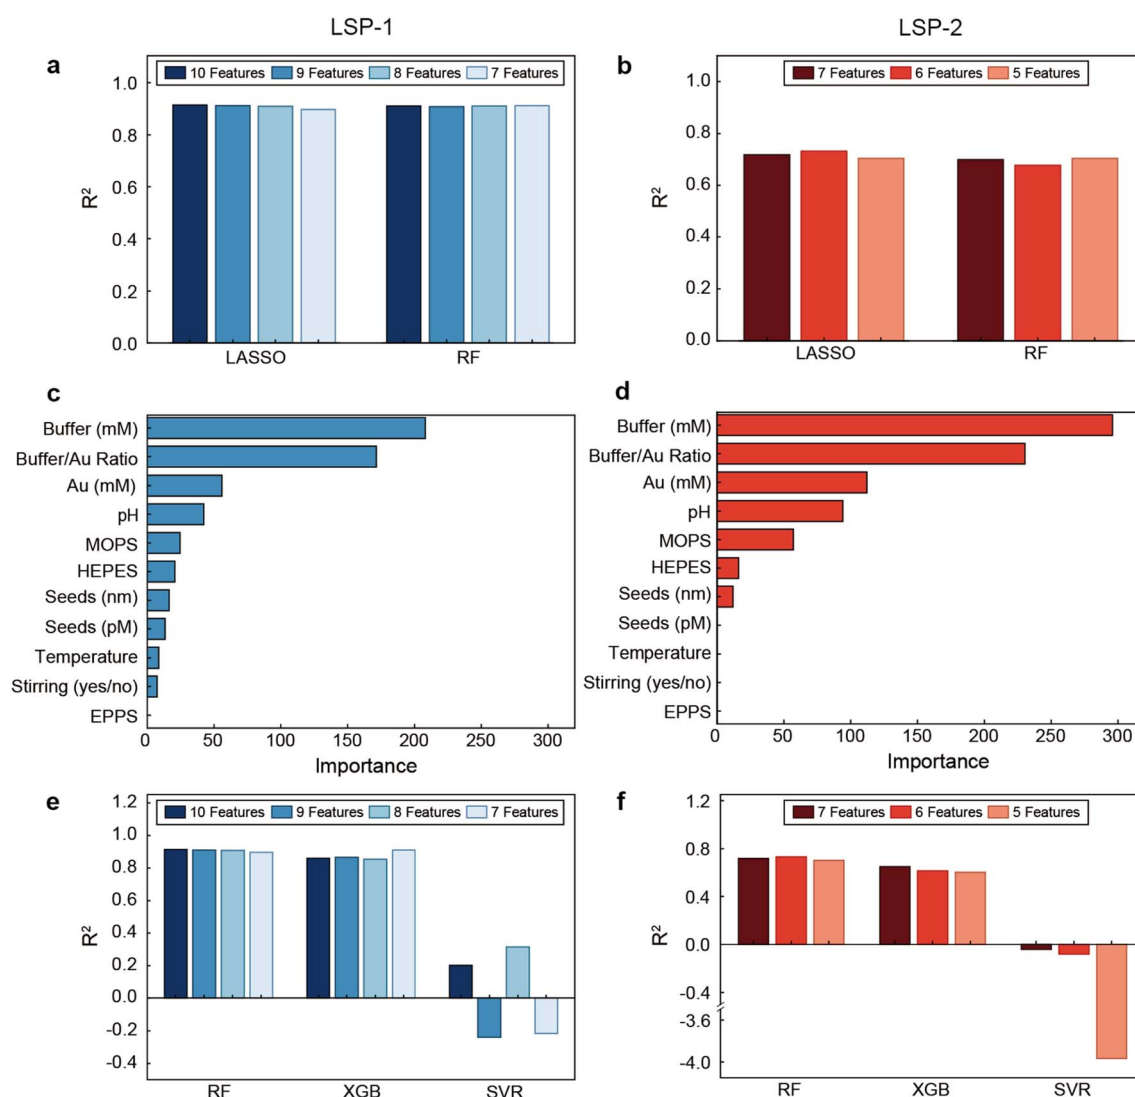 LSP-1
LSP-2
a
10 Features 9 Features 8 Features 7 Features
R²
1.0
0.8
0.6
0.4
0.2
0.0
LASSO RF
b
7 Features 6 Features 5 Features
R²
1.0
0.8
0.6
0.4
0.2
0.0
LASSO RF
c
Buffer (mM)
Buffer/Au Ratio
Au (mM)
pH
MOPS
HEPES
Seeds (nm)
Seeds (pM)
Temperature
Stirring (yes/no)
EPPS
0 50 100 150 200 250 300
Importance
d
Buffer (mM)
Buffer/Au Ratio
Au (mM)
pH
MOPS
HEPES
Seeds (nm)
Seeds (pM)
Temperature
Stirring (yes/no)
EPPS
0 50 100 150 200 250 300
Importance
e
10 Features 9 Features 8 Features 7 Features
R²
1.2
1.0
0.8
0.6
0.4
0.2
0.0
-0.2
-0.4
RF XGB SVR
f
7 Features 6 Features 5 Features
R²
1.2
0.8
0.4
0.0
-0.4
-3.6
-4.0
RF XGB SVR